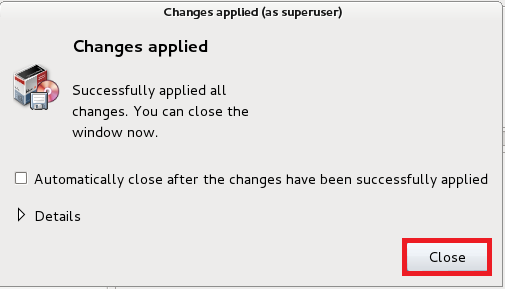 Changes applied (as superuser)
Changes applied
Successfully applied all
changes. You can close the
window now.
Automatically close after the changes have been successfully applied
Details
Close